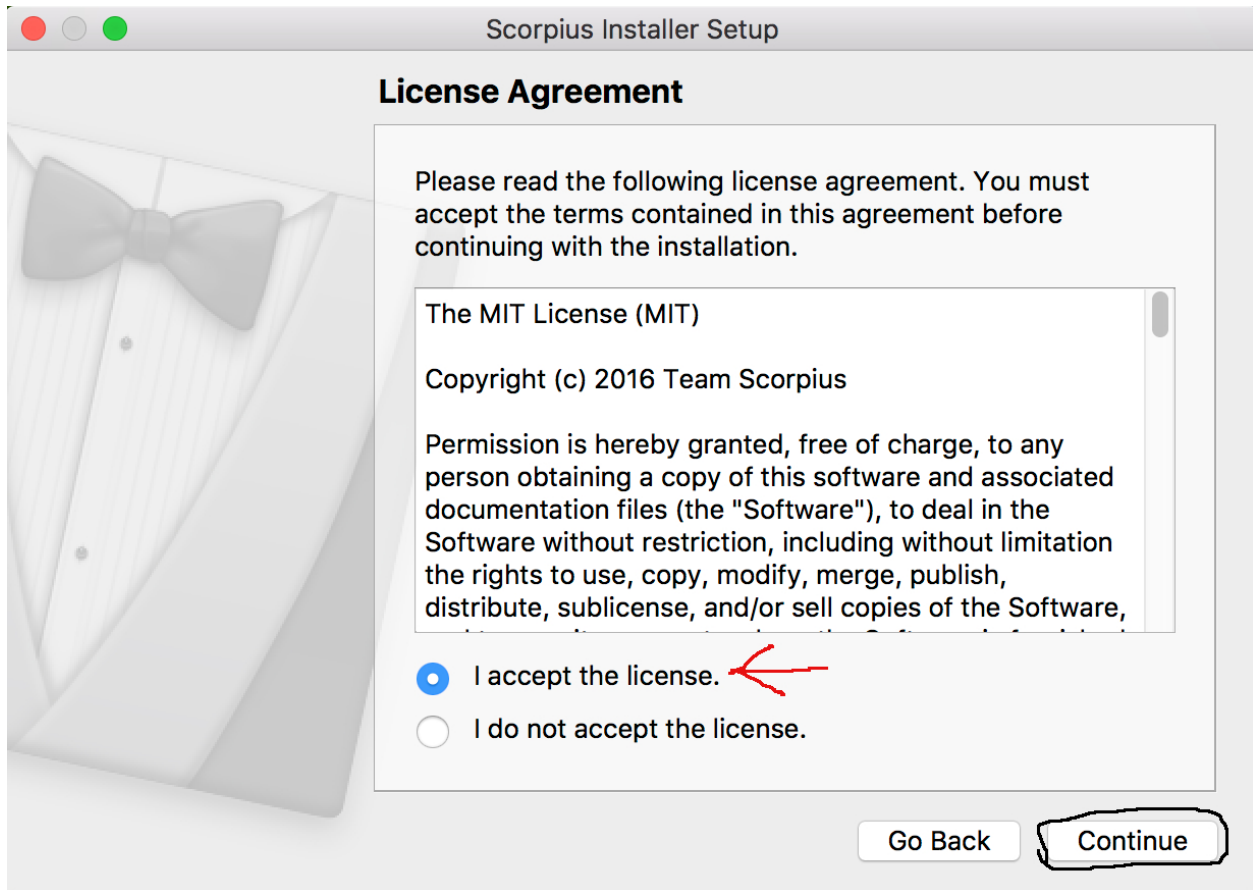 Scorpius Installer Setup
License Agreement
Please read the following license agreement. You must
accept the terms contained in this agreement before
continuing with the installation.
The MIT License (MIT)
Copyright (c) 2016 Team Scorpius
Permission is hereby granted, free of charge, to any
person obtaining a copy of this software and associated
documentation files (the "Software"), to deal in the
Software without restriction, including without limitation
the rights to use, copy, modify, merge, publish,
distribute, sublicense, and/or sell copies of the Software,
I accept the license.
I do not accept the license.
Go Back
Continue